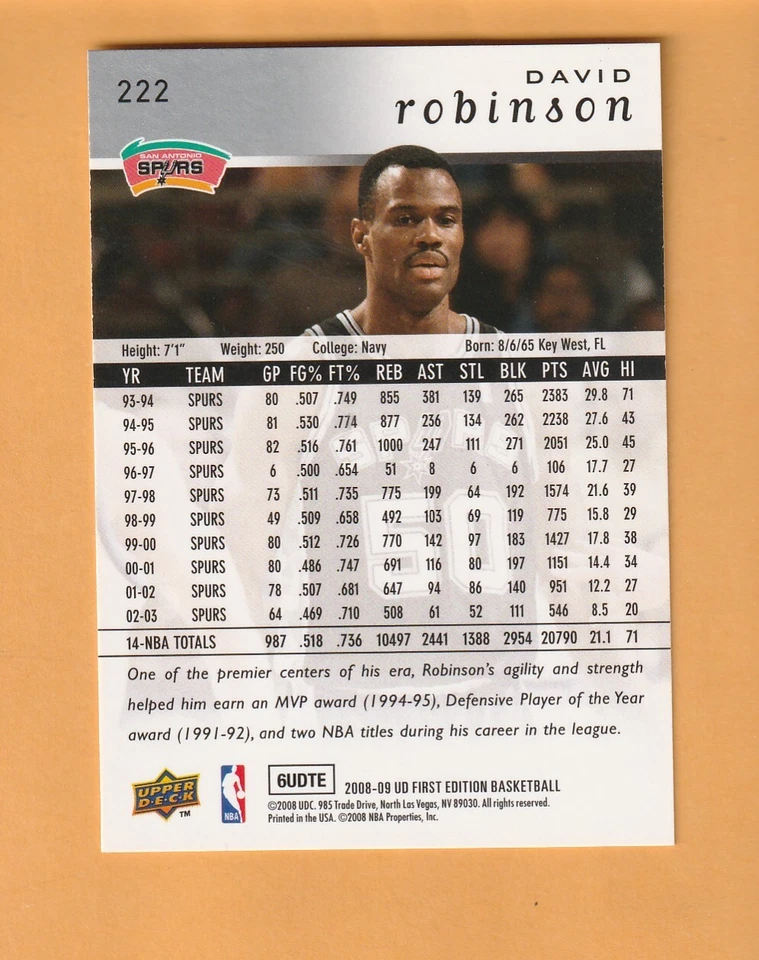 222
DAVID
robinson
SAN ANTONIO
SPURS
Height: 7'1" Weight: 250 College: Navy Born: 8/6/65 Key West, FL
YR TEAM GP FG% FT% REB AST STL BLK PTS AVG HI
93-94 SPURS 80 .507 .749 855 381 139 265 2383 29.8 71
94-95 SPURS 81 .530 .774 877 236 134 262 2238 27.6 43
95-96 SPURS 82 .516 .761 1000 247 111 271 2051 25.0 45
96-97 SPURS 6 .500 .654 51 8 6 6 106 17.7 27
97-98 SPURS 73 .511 .735 775 199 64 192 1574 21.6 39
98-99 SPURS 49 .509 .658 492 103 69 119 775 15.8 29
99-00 SPURS 80 .512 .726 770 142 97 183 1427 17.8 38
00-01 SPURS 80 .486 .747 691 116 80 197 1151 14.4 34
01-02 SPURS 78 .507 .681 647 94 86 140 951 12.2 27
02-03 SPURS 64 .469 .710 508 61 52 111 546 8.5 20
14-NBA TOTALS 987 .518 .736 10497 2441 1388 2954 20790 21.1 71
SPURS
50
One of the premier centers of his era, Robinson's agility and strength
helped him earn an MVP award (1994-95), Defensive Player of the Year
award (1991-92), and two NBA titles during his career in the league.
UPPER
D·E·C·K
TM
NBA
6UDTE 2008-09 UD FIRST EDITION BASKETBALL
©2008 UDC. 985 Trade Drive, North Las Vegas, NV 89030. All rights reserved.
Printed in the USA. ©2008 NBA Properties, Inc.